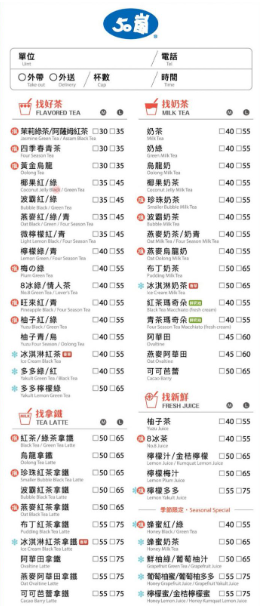 50嵐
單位
Dept.
電話
Tel
外帶 Take out
外送 Delivery
杯數 Cup
時間 Time
找好茶
FLAVORED TEA
M L
茉莉綠茶/阿薩姆紅茶 30 35
Jasmine Green Tea / Assam Black Tea
四季春青茶 30 35
Four Season Tea
黃金烏龍 30 35
Oolong Tea
椰果紅/綠 35 45
Coconut Jelly Black / Green Tea
波霸紅/綠 35 45
Bubble Black / Green Tea
燕麥紅/綠/青 35 45
Oat Black / Green / Four Season Tea
微檸檬紅/青 35 45
Light Lemon Black / Four Season Tea
檸檬綠/青 40 55
Lemon Green / Four Season Tea
梅の綠 40 55
Plum Green Tea
8冰綠/情人茶 40 55
旺來紅/青 40 55
Pineapple Black / Four Season Tea
柚子紅/綠 40 55
Yuzu Black / Green Tea
柚子青/烏 40 55
Yuzu Four Season / Oolong Tea
冰淇淋紅茶 40 55
Ice Cream Black Tea
多多綠/紅 40 55
Yakult Green Tea / Black Tea
多多檸檬綠 50 65
Yakult Lemon Green Tea
找拿鐵
TEA LATTE
M L
紅茶/綠茶拿鐵 50 65
Black Tea / Green Tea Latte
烏龍拿鐵 50 65
Oolong Tea Latte
珍珠紅茶拿鐵 50 65
Smaller Bubble Black Tea Latte
波霸紅茶拿鐵 50 65
Bubble Black Tea Latte
燕麥紅茶拿鐵 50 65
Oat Black Tea Latte
布丁紅茶拿鐵 55 75
Pudding Black Tea Latte
冰淇淋紅茶拿鐵 55 75
Ice Cream Black Tea Latte
阿華田拿鐵 55 75
Ovaltine Latte
燕麥阿華田拿鐵 55 75
Oat Ovaltine Latte
可可芭蕾拿鐵 55 75
Cocoa Barry Latte
找奶茶
MILK TEA
M L
奶茶 40 55
Milk Tea
奶綠 40 55
Green Milk Tea
烏龍奶 40 55
Oolong Milk Tea
椰果奶茶 40 55
Coconut Jelly Milk Tea
珍珠奶茶 40 55
Smaller Bubble Milk Tea
波霸奶茶 40 55
Bubble Milk Tea
燕麥奶茶/奶青 40 55
Oat Milk Tea / Four Season Milk Tea
燕麥烏龍奶 40 55
Oat Oolong Milk Tea
布丁奶茶 50 65
Pudding Milk Tea
冰淇淋奶茶 50 65
Ice Cream Milk Tea
紅茶瑪奇朵 40 55
Black Tea Macchiato (fresh cream)
青茶瑪奇朵 40 55
Four Season Tea Macchiato (fresh cream)
阿華田 45 60
Ovaltine
燕麥阿華田 45 60
Oat Ovaltine
可可芭蕾 50 65
Cocoa Barry
找新鮮
FRESH JUICE
M L
柚子茶 40 55
Yuzu Juice
8冰茶 40 55
檸檬汁/金桔檸檬 50 65
Lemon Juice / Kumquat Lemon Juice
檸檬梅汁 50 65
Lemon Plum Juice
檸檬多多 55 75
Lemon Yakult Juice
季節限定 Seasonal Special
蜂蜜紅/綠 40 55
Honey Black / Green Tea
蜂蜜奶茶 50 65
Honey Milk Tea
鮮柚綠/葡萄柚汁 50 65
Grapefruit Green / Grapefruit Juice
葡萄柚蜜/葡萄柚多多 55 75
Honey Grapefruit Juice / Grapefruit Yakult Juice
檸檬蜜/金桔檸檬蜜 55 75
Honey Lemon Juice / Honey Kumquat Lemon Juice